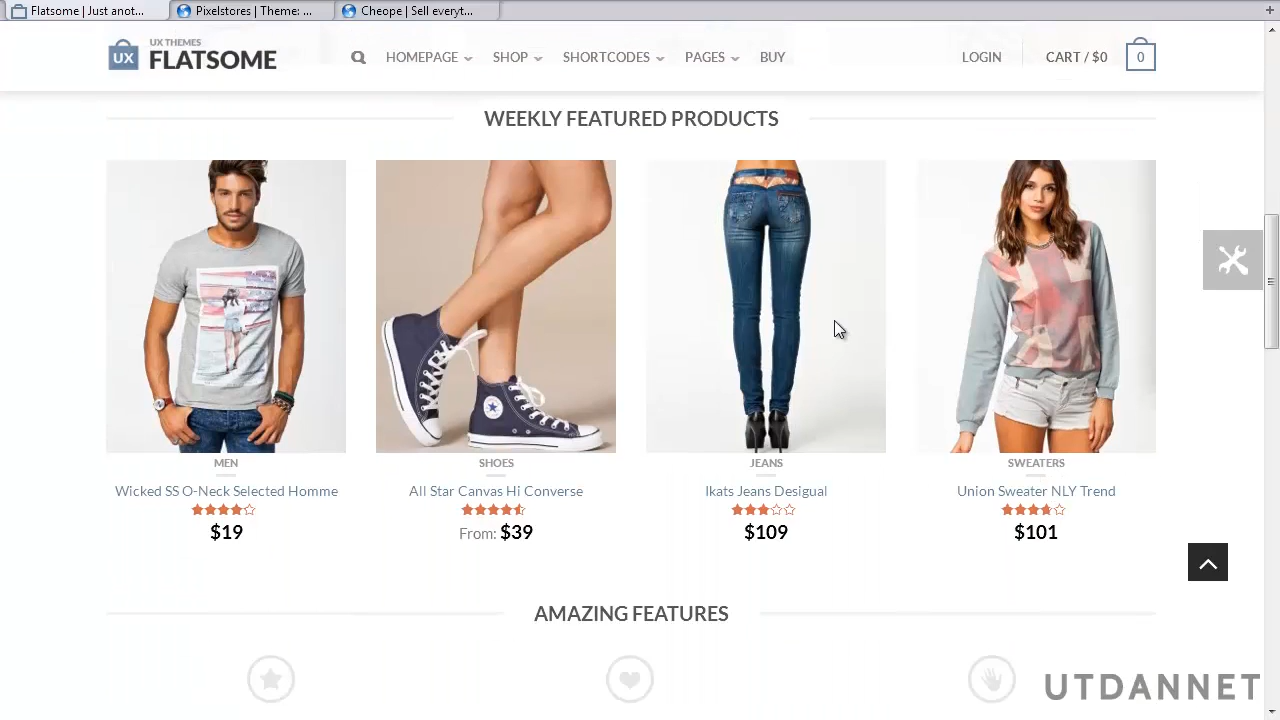 Flatsome | Just anot...
Pixelstores | Theme: ...
Cheope | Sell everyt...
UX
UX THEMES
FLATSOME
HOMEPAGE
SHOP
SHORTCODES
PAGES
BUY
LOGIN
CART / $0
0
WEEKLY FEATURED PRODUCTS
MEN
Wicked SS O-Neck Selected Homme
$19
SHOES
All Star Canvas Hi Converse
From: $39
JEANS
Ikats Jeans Desigual
$109
SWEATERS
Union Sweater NLY Trend
$101
AMAZING FEATURES
UTDANNET